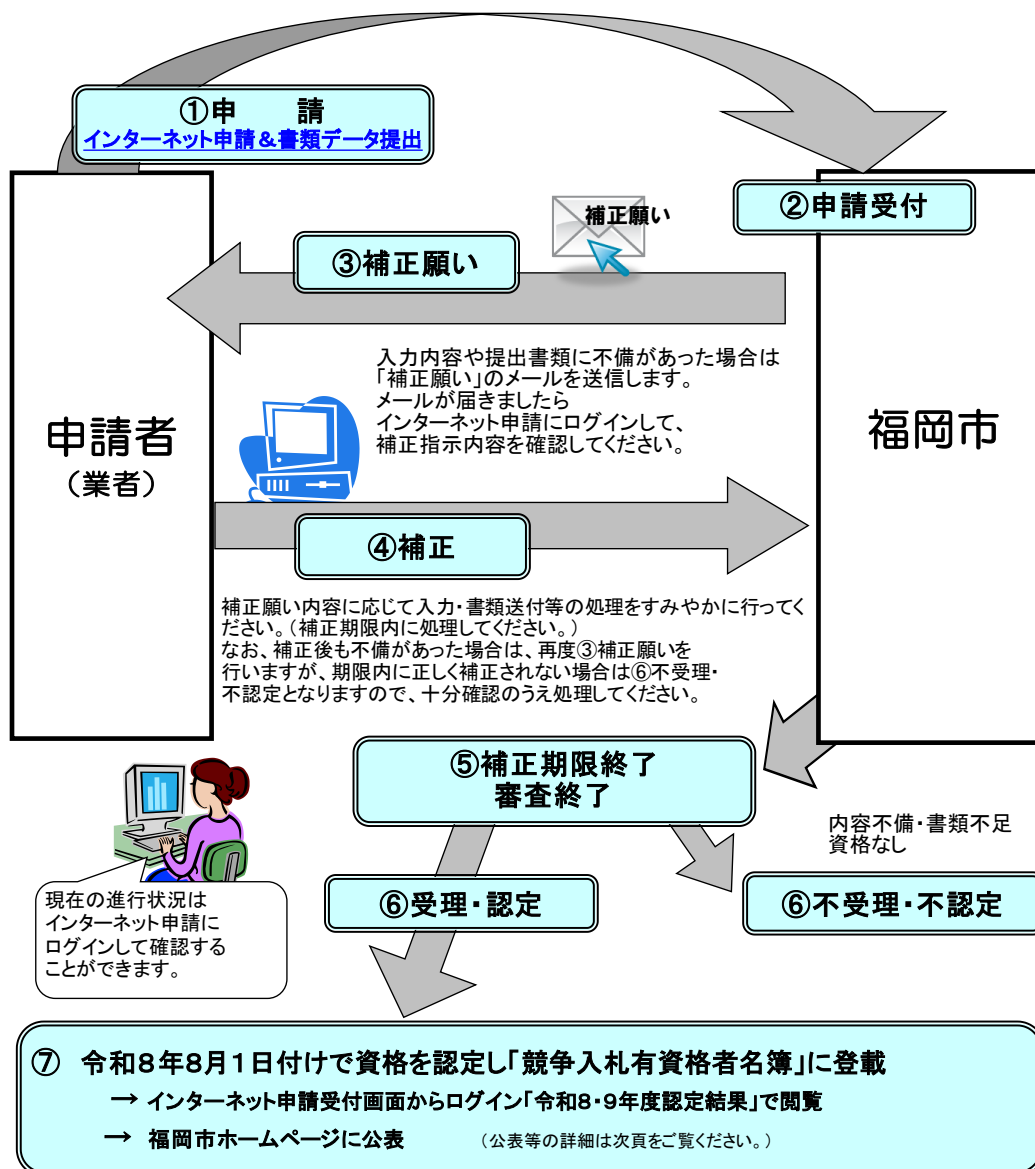 ①申　　請
インターネット申請＆書類データ提出
②申請受付
補正願い
③補正願い
入力内容や提出書類に不備があった場合は
「補正願い」のメールを送信します。
メールが届きましたら
インターネット申請にログインして、
補正指示内容を確認してください。
申請者
（業者）
福岡市
④補正
補正願い内容に応じて入力・書類送付等の処理をすみやかに行ってく
ださい。（補正期限内に処理してください。）
なお、補正後も不備があった場合は、再度③補正願いを
行いますが、期限内に正しく補正されない場合は⑥不受理・
不認定となりますので、十分確認のうえ処理してください。
⑤補正期限終了
審査終了
内容不備・書類不足
資格なし
⑥受理・認定
⑥不受理・不認定
現在の進行状況は
インターネット申請に
ログインして確認する
ことができます。
⑦　令和８年８月１日付けで資格を認定し「競争入札有資格者名簿」に登載
→ インターネット申請受付画面からログイン「令和８・９年度認定結果」で閲覧
→ 福岡市ホームページに公表　　（公表等の詳細は次頁をご覧ください。）